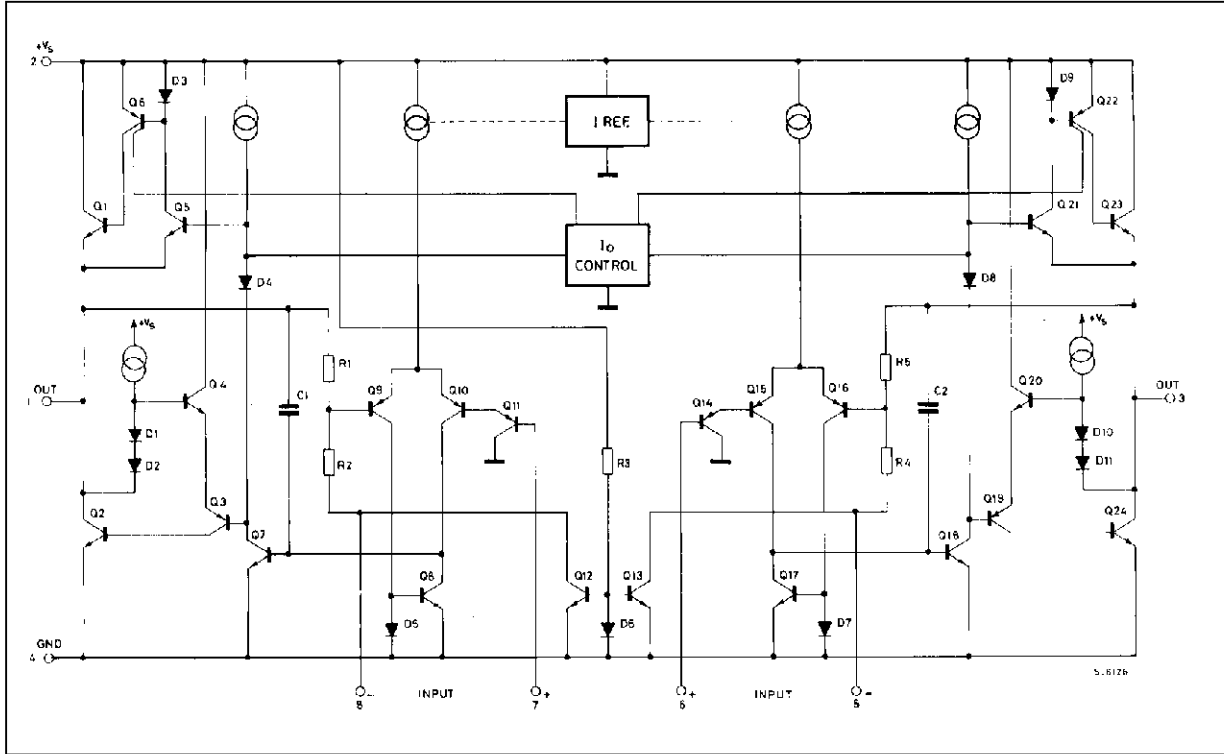 +Vs
2
D3
D9
Q6
Q22
I REF
Q1
Q5
Q21
Q23
Io
CONTROL
D4
D8
+Vs
+Vs
R1
R5
OUT
1
Q4
C1
Q9
Q10
Q11
Q14
Q15
Q16
C2
Q20
OUT
3
D1
D2
R2
R3
R4
D10
D11
Q3
Q2
Q7
Q19
Q18
Q24
Q8
Q12
Q13
Q17
D5
D6
D7
GND
4
S-6126
8 –
INPUT
7 +
6 +
INPUT
5 –